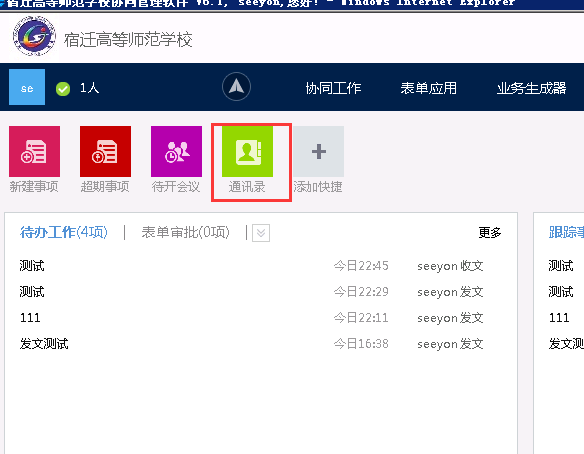 宿迁高等师范学校协同管理软件 V6.1, seeyon,您好! - Windows Internet Explorer
宿迁高等师范学校
se 1人 协同工作 表单应用 业务生成器
新建事项 超期事项 待开会议 通讯录 添加快捷
待办工作(4项) | 表单审批(0项) | 更多 跟踪事
测试 今日22:45 seeyon 收文 测试
测试 今日22:29 seeyon 发文 测试
111 今日22:11 seeyon 发文 111
发文测试 今日16:38 seeyon 发文 发文测